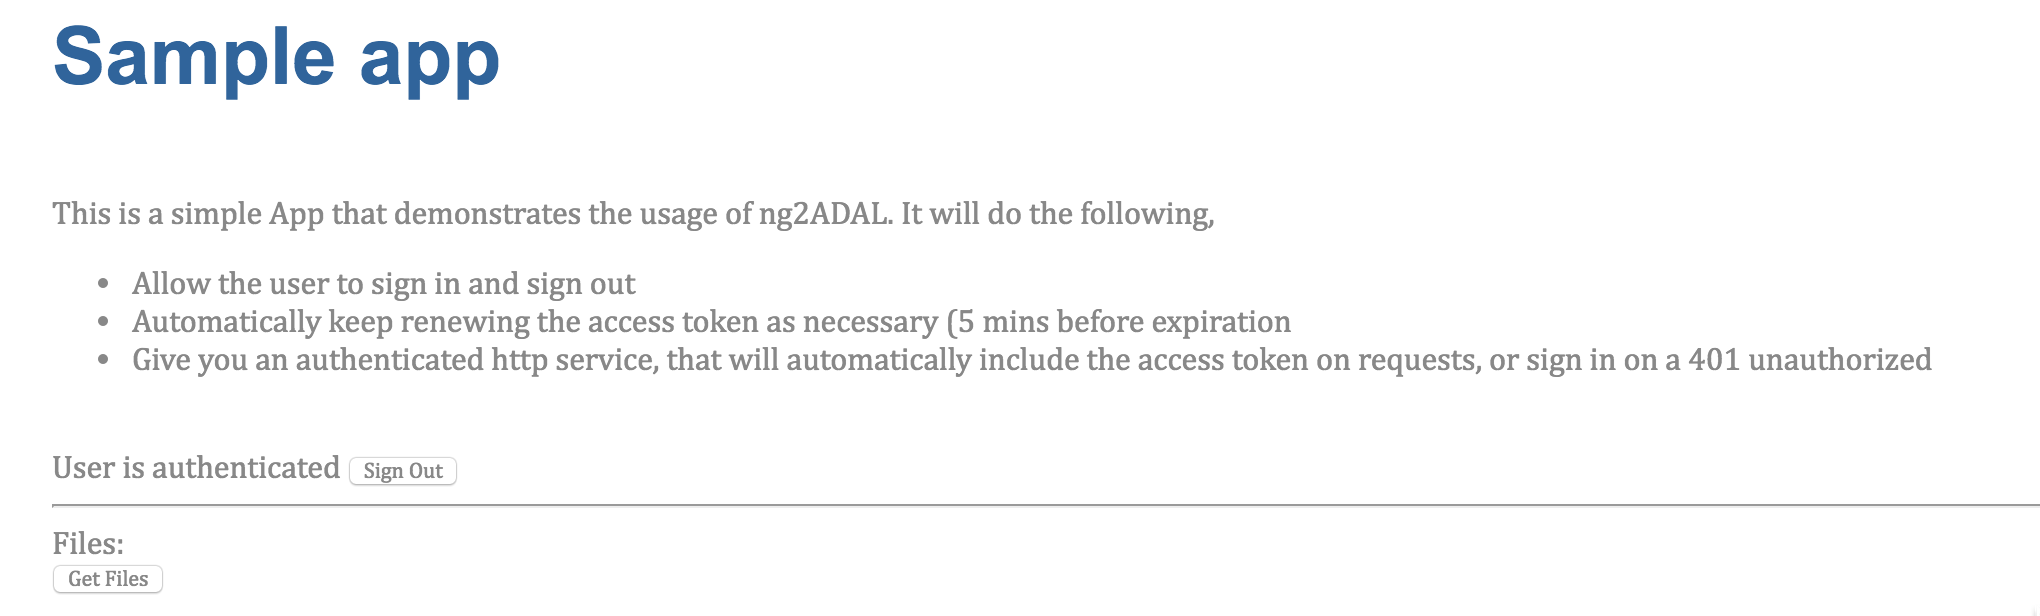 Sample app
This is a simple App that demonstrates the usage of ng2ADAL. It will do the following,
• Allow the user to sign in and sign out
• Automatically keep renewing the access token as necessary (5 mins before expiration
• Give you an authenticated http service, that will automatically include the access token on requests, or sign in on a 401 unauthorized
User is authenticated Sign Out
Files:
Get Files